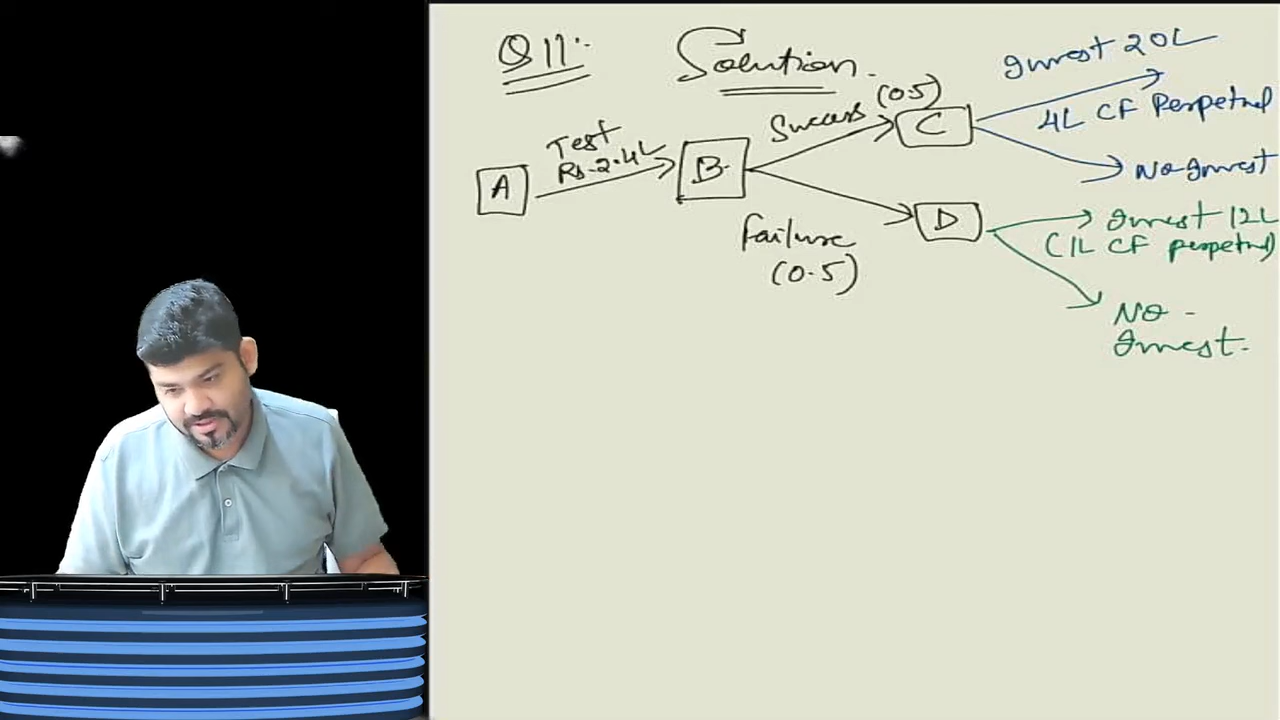 Q11. Solution.
Test
Rs. 2.4L
A
B
Success (0.5)
Failure
(0.5)
C
Invest 20L
4L CF Perpetual
No Invest
D
Invest 12L
(1L CF perpetual)
No -
Invest.